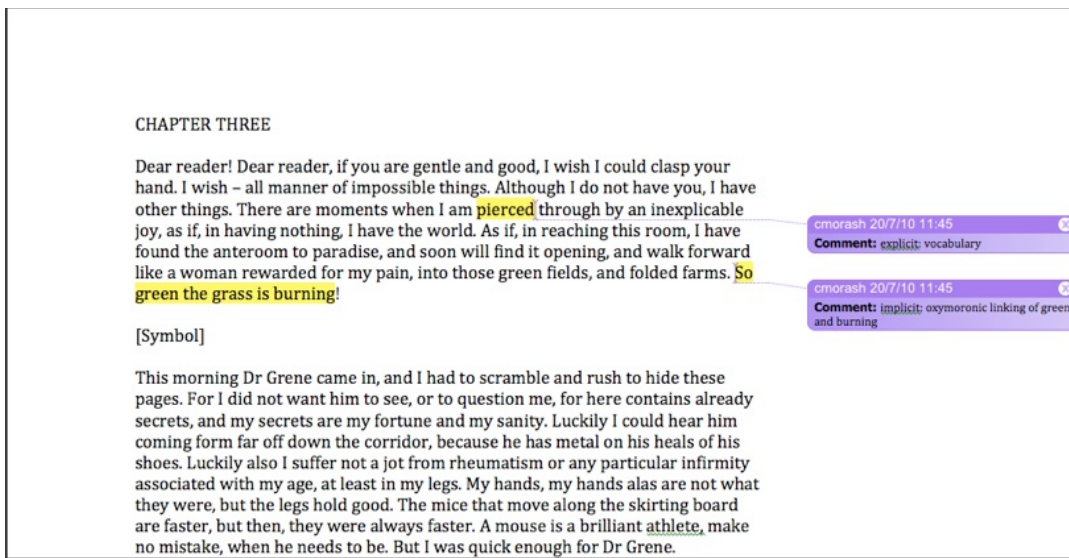 CHAPTER THREE
Dear reader! Dear reader, if you are gentle and good, I wish I could clasp your
hand. I wish – all manner of impossible things. Although I do not have you, I have
other things. There are moments when I am pierced through by an inexplicable
joy, as if, in having nothing, I have the world. As if, in reaching this room, I have
found the anteroom to paradise, and soon will find it opening, and walk forward
like a woman rewarded for my pain, into those green fields, and folded farms. So
green the grass is burning!
[Symbol]
This morning Dr Grene came in, and I had to scramble and rush to hide these
pages. For I did not want him to see, or to question me, for here contains already
secrets, and my secrets are my fortune and my sanity. Luckily I could hear him
coming form far off down the corridor, because he has metal on his heals of his
shoes. Luckily also I suffer not a jot from rheumatism or any particular infirmity
associated with my age, at least in my legs. My hands, my hands alas are not what
they were, but the legs hold good. The mice that move along the skirting board
are faster, but then, they were always faster. A mouse is a brilliant athlete, make
no mistake, when he needs to be. But I was quick enough for Dr Grene.
cmorash 20/7/10 11:45
Comment: explicit: vocabulary
cmorash 20/7/10 11:45
Comment: implicit: oxymoronic linking of green
and burning